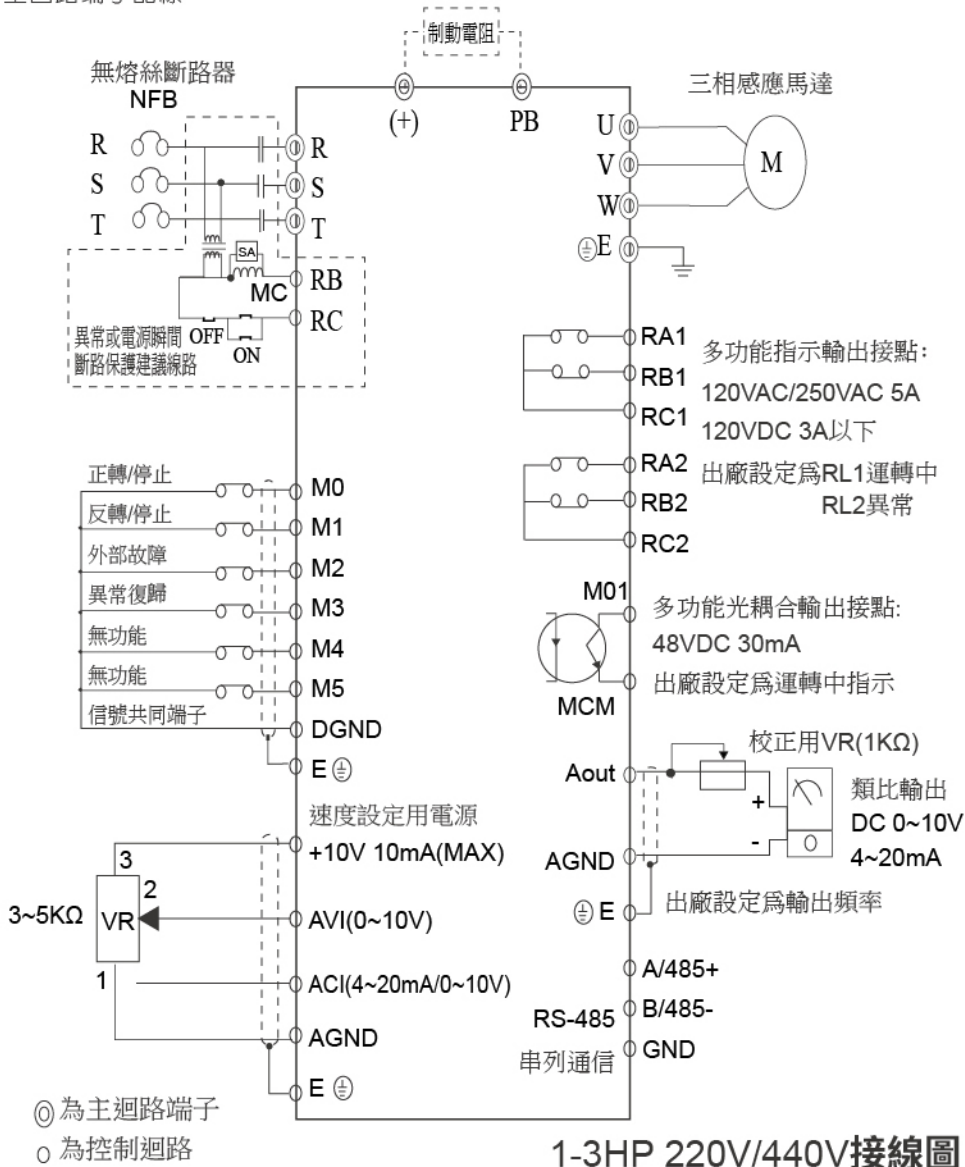 制動電阻
無熔絲斷路器
NFB
三相感應馬達
(+)
PB
R
S
T
R
S
T
U
V
W
E
M
SA
MC
RB
RC
OFF
ON
異常或電源瞬間
斷路保護建議線路
RA1
RB1
RC1
RA2
RB2
RC2
多功能指示輸出接點:
120VAC/250VAC 5A
120VDC 3A以下
出廠設定為RL1運轉中
RL2異常
正轉/停止
反轉/停止
外部故障
異常復歸
無功能
無功能
信號共同端子
M0
M1
M2
M3
M4
M5
DGND
E
M01
MCM
多功能光耦合輸出接點:
48VDC 30mA
出廠設定為運轉中指示
校正用VR(1KΩ)
Aout
AGND
E
+
-
類比輸出
DC 0~10V
4~20mA
出廠設定為輸出頻率
速度設定用電源
+10V 10mA(MAX)
3
2
1
3~5KΩ
VR
AVI(0~10V)
ACI(4~20mA/0~10V)
AGND
E
A/485+
B/485-
GND
RS-485
串列通信
為主迴路端子
為控制迴路
1-3HP 220V/440V接線圖